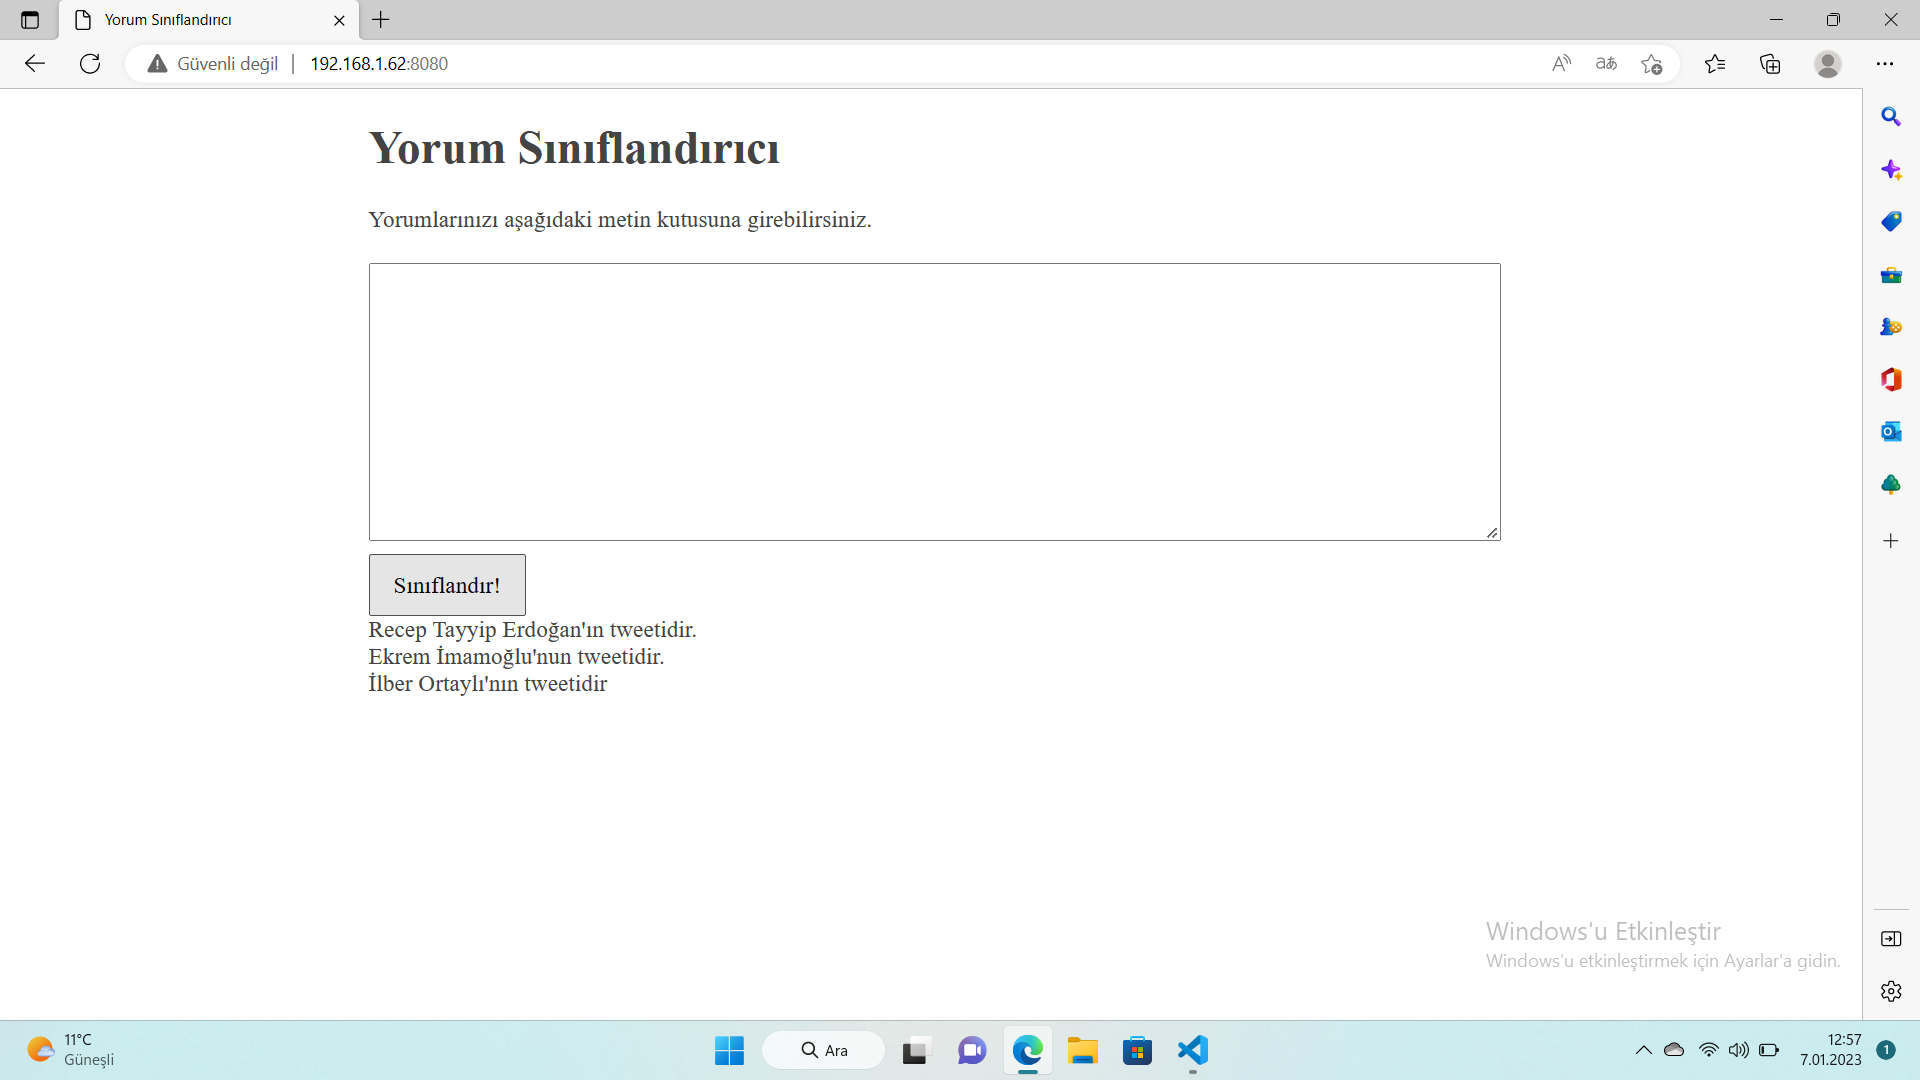 Yorum Sınıflandırıcı
Güvenli değil
192.168.1.62:8080
Yorum Sınıflandırıcı
Yorumlarınızı aşağıdaki metin kutusuna girebilirsiniz.
Sınıflandır!
Recep Tayyip Erdoğan'ın tweetidir.
Ekrem İmamoğlu'nun tweetidir.
İlber Ortaylı'nın tweetidir
Windows'u Etkinleştir
Windows'u etkinleştirmek için Ayarlar'a gidin.
11°C
Güneşli
Ara
12:57
7.01.2023
1